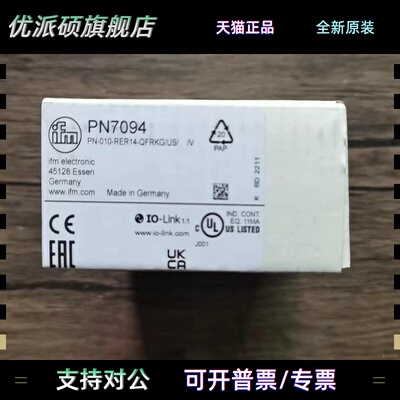 优派硕旗舰店
天猫正品
全新原装
ifm
PN7094
PN-010-RER14-QFRKG/US/ /V
ifm electronic
45128 Essen
Germany
www.ifm.com
Made in Germany
20
PAP
K BD 2211
CE
IO-Link 1.1
www.io-link.com
C UL US LISTED
IND CONT
EQ. 11MA
J001
EAC
UK
CA
支持对公
可开普票/专票